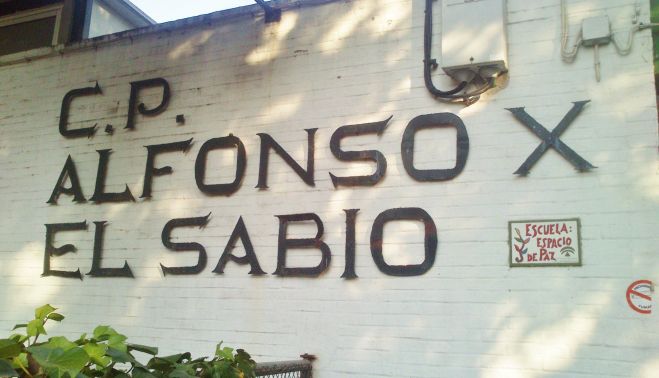 C.P.
ALFONSO X
EL SABIO
ESCUELA:
ESPACIO
DE PAZ